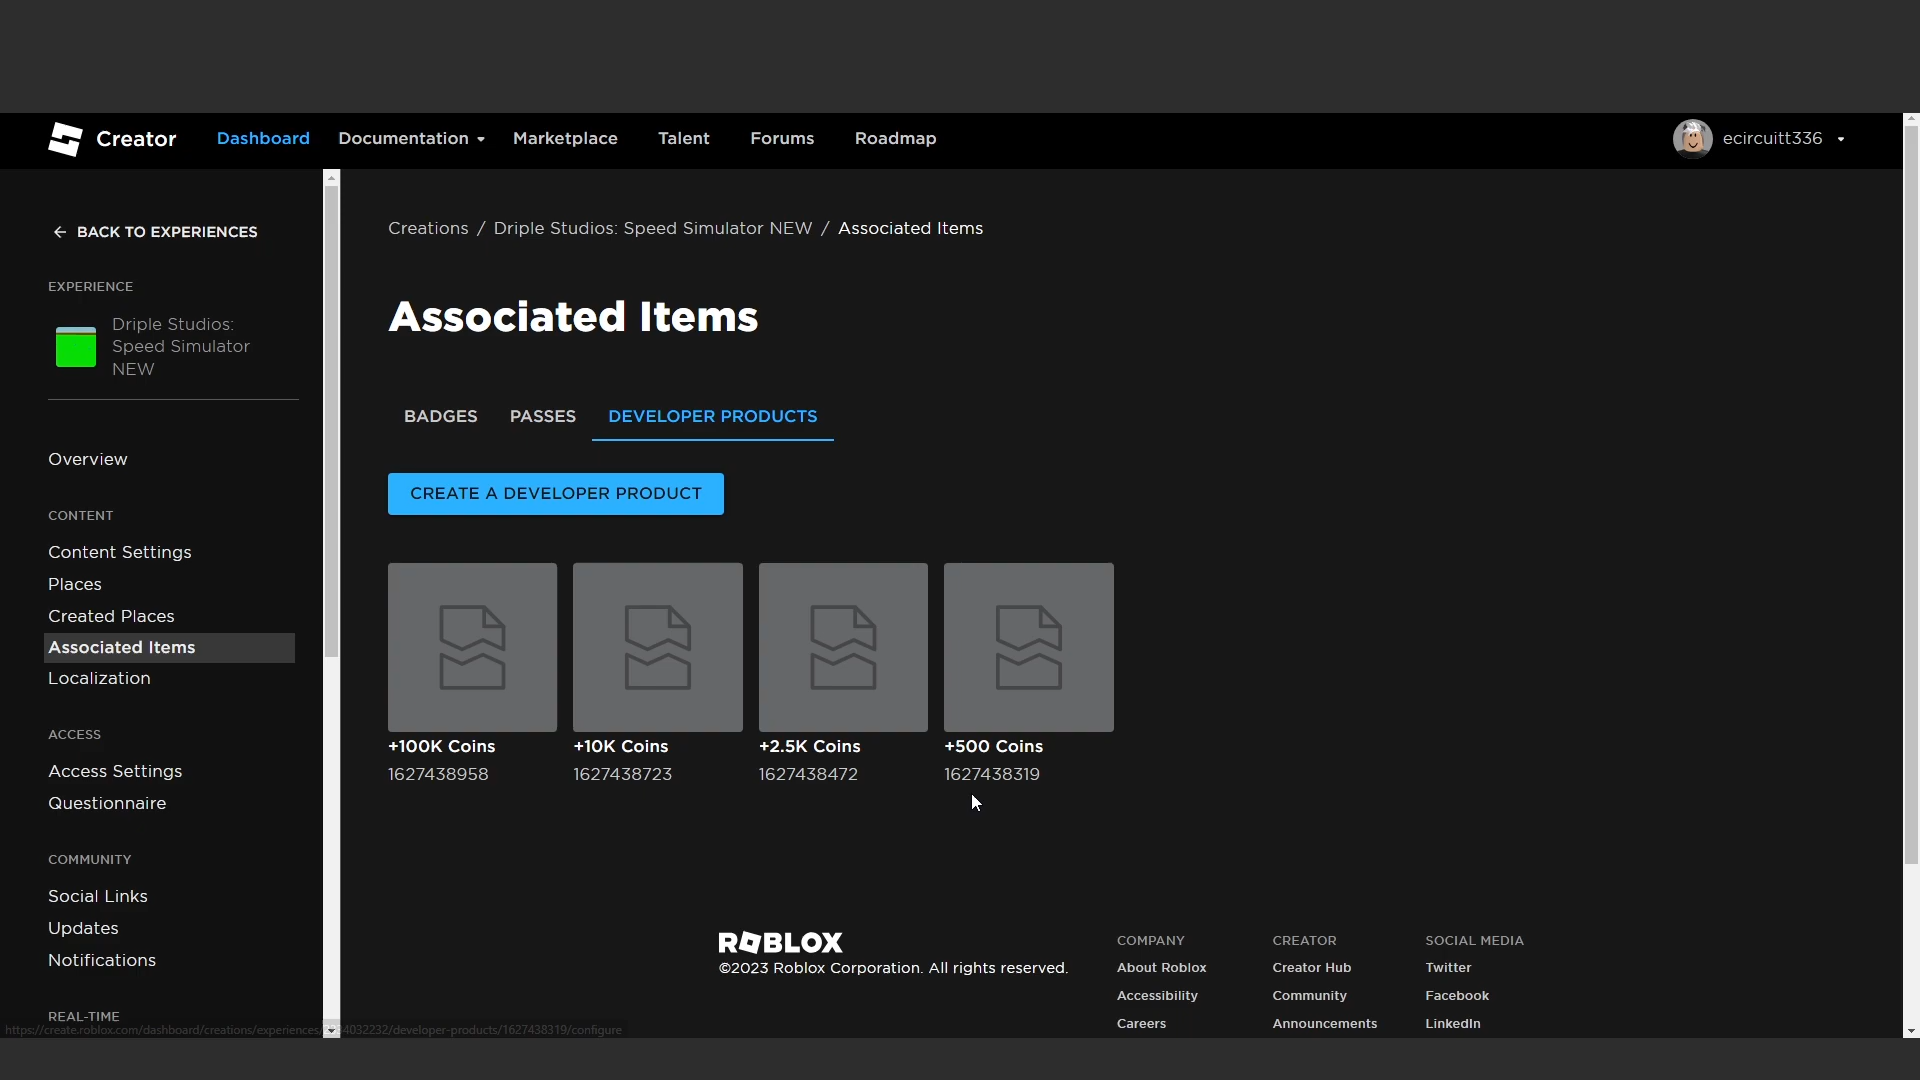 Creator
Dashboard
Documentation
Marketplace
Talent
Forums
Roadmap
ecircuitt336
BACK TO EXPERIENCES
EXPERIENCE
Driple Studios:
Speed Simulator
NEW
Overview
CONTENT
Content Settings
Places
Created Places
Associated Items
Localization
ACCESS
Access Settings
Questionnaire
COMMUNITY
Social Links
Updates
Notifications
REAL-TIME
Creations / Driple Studios: Speed Simulator NEW / Associated Items
Associated Items
BADGES
PASSES
DEVELOPER PRODUCTS
CREATE A DEVELOPER PRODUCT
+100K Coins
1627438958
+10K Coins
1627438723
+2.5K Coins
1627438472
+500 Coins
1627438319
ROBLOX
©2023 Roblox Corporation. All rights reserved.
COMPANY
About Roblox
Accessibility
Careers
CREATOR
Creator Hub
Community
Announcements
SOCIAL MEDIA
Twitter
Facebook
LinkedIn